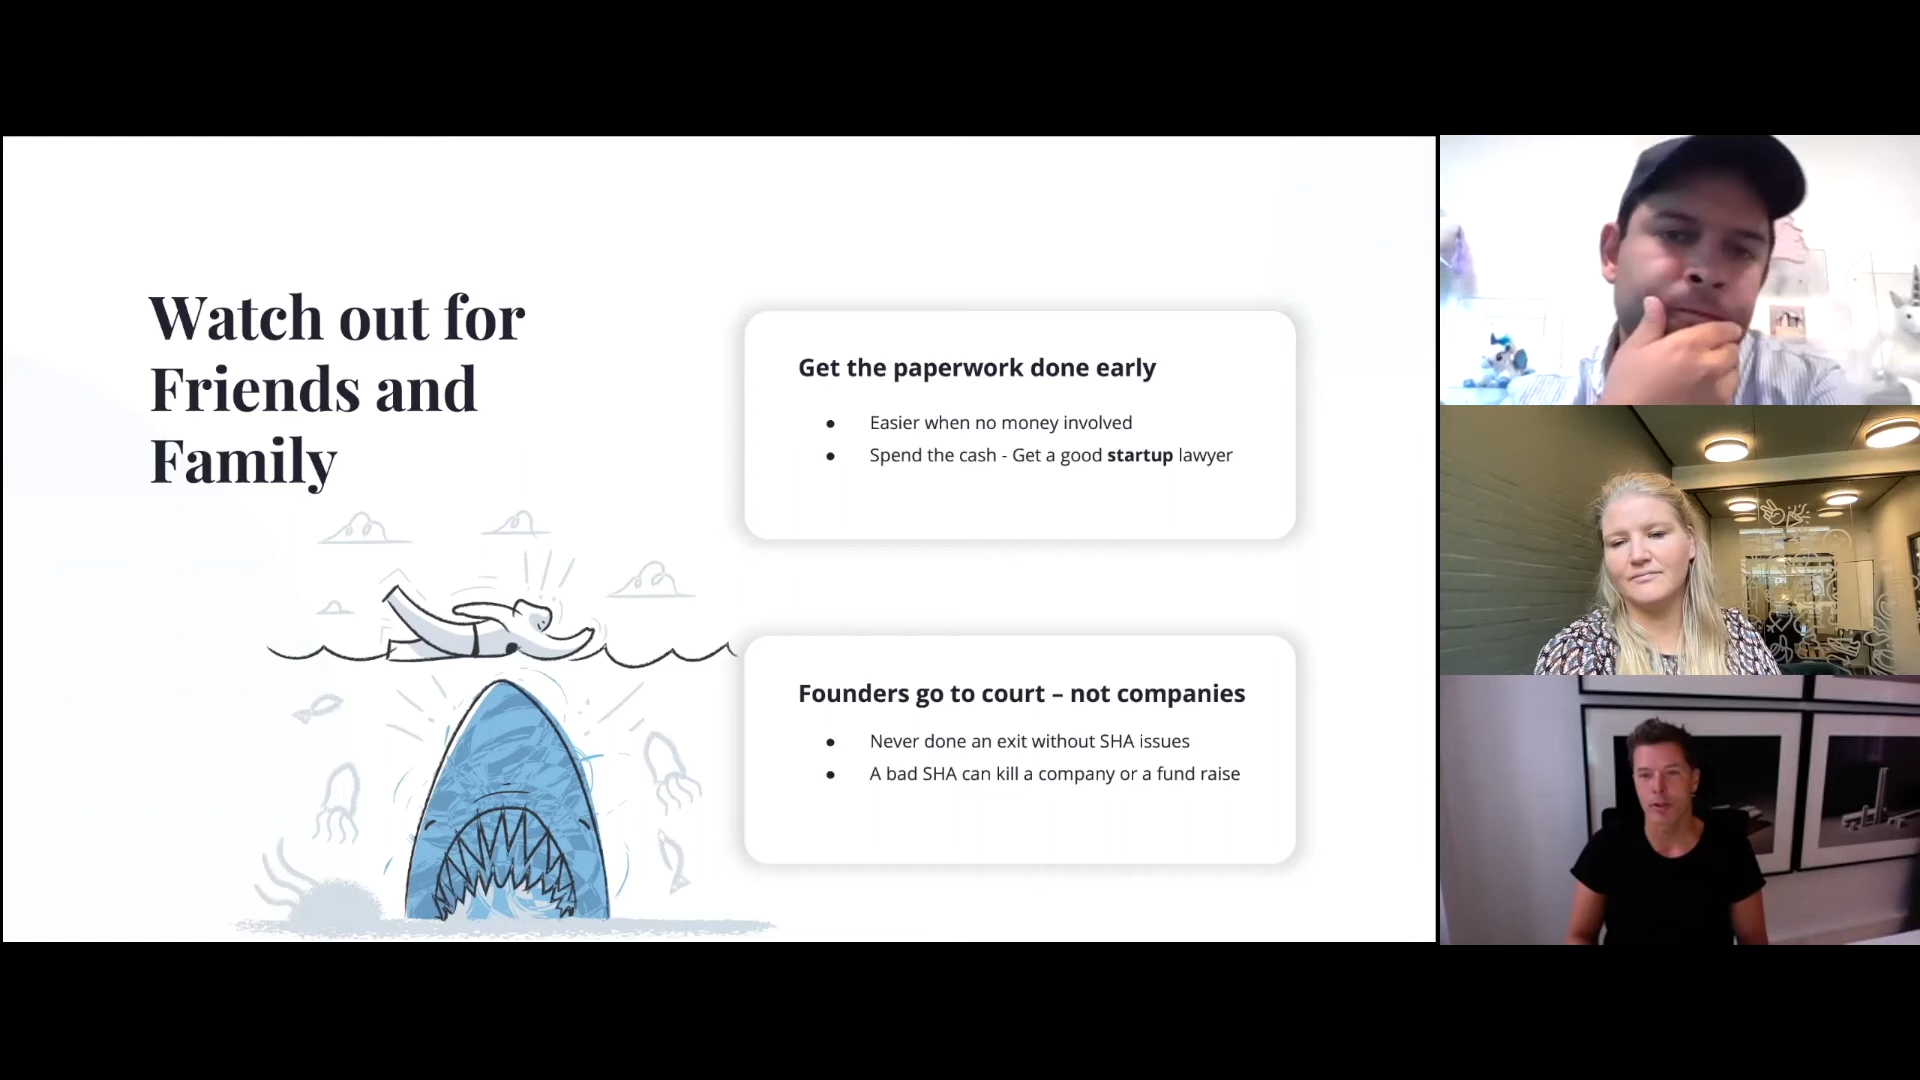 Watch out for
Friends and
Family
Get the paperwork done early
● Easier when no money involved
● Spend the cash - Get a good startup lawyer
Founders go to court – not companies
● Never done an exit without SHA issues
● A bad SHA can kill a company or a fund raise